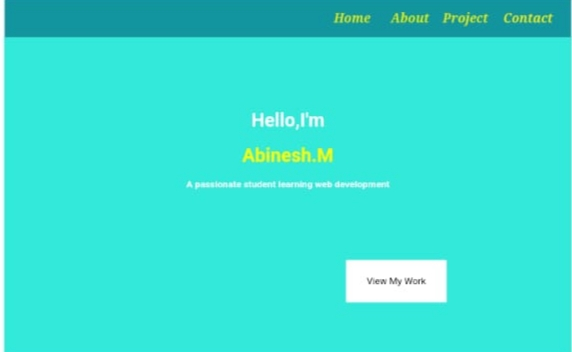 Home About Project Contact
Hello,I'm
Abinesh.M
A passionate student learning web development
View My Work